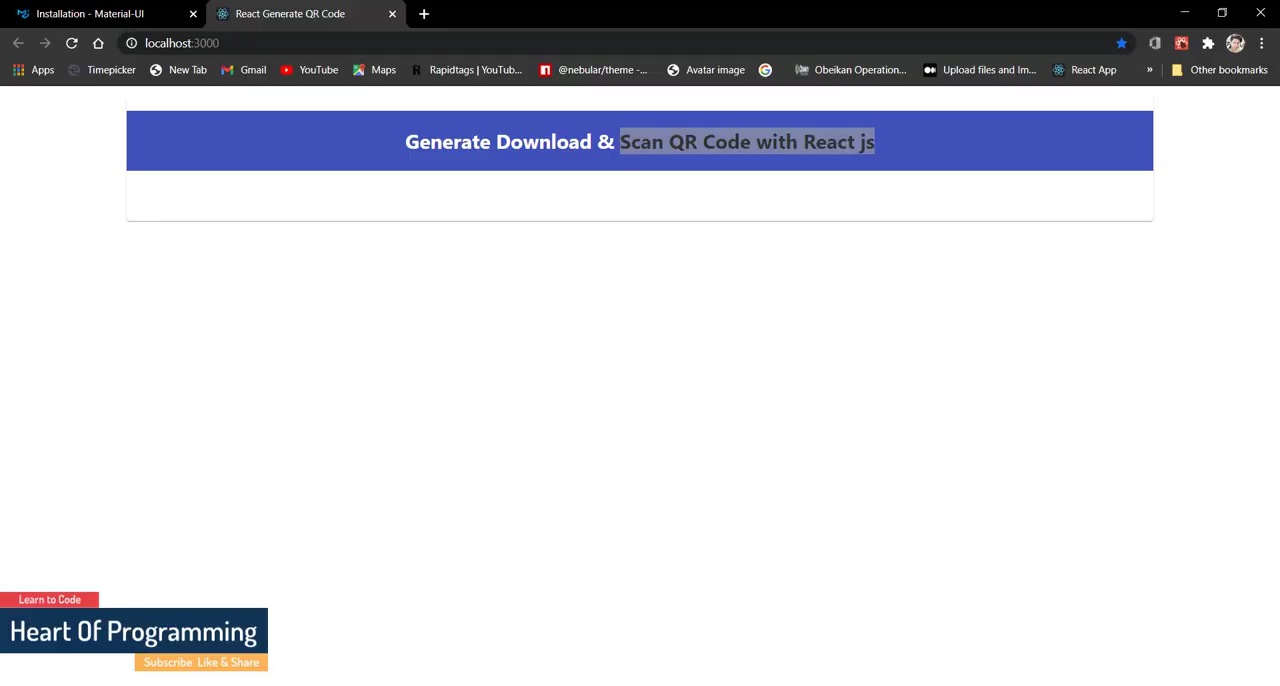 Installation - Material-UI
React Generate QR Code
localhost:3000
Apps Timepicker New Tab Gmail YouTube Maps Rapidtags | YouTub... @nebular/theme -... Avatar image Obeikan Operation... Upload files and Im... React App » Other bookmarks
Generate Download & Scan QR Code with React js
Learn to Code
Heart Of Programming
Subscribe Like & Share